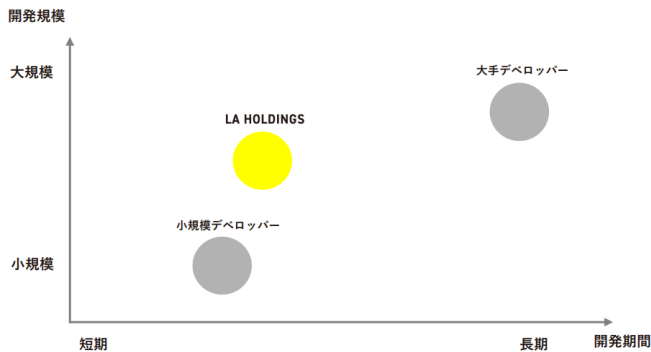 開発規模
大規模
大手デベロッパー
LA HOLDINGS
小規模デベロッパー
小規模
短期
長期
開発期間